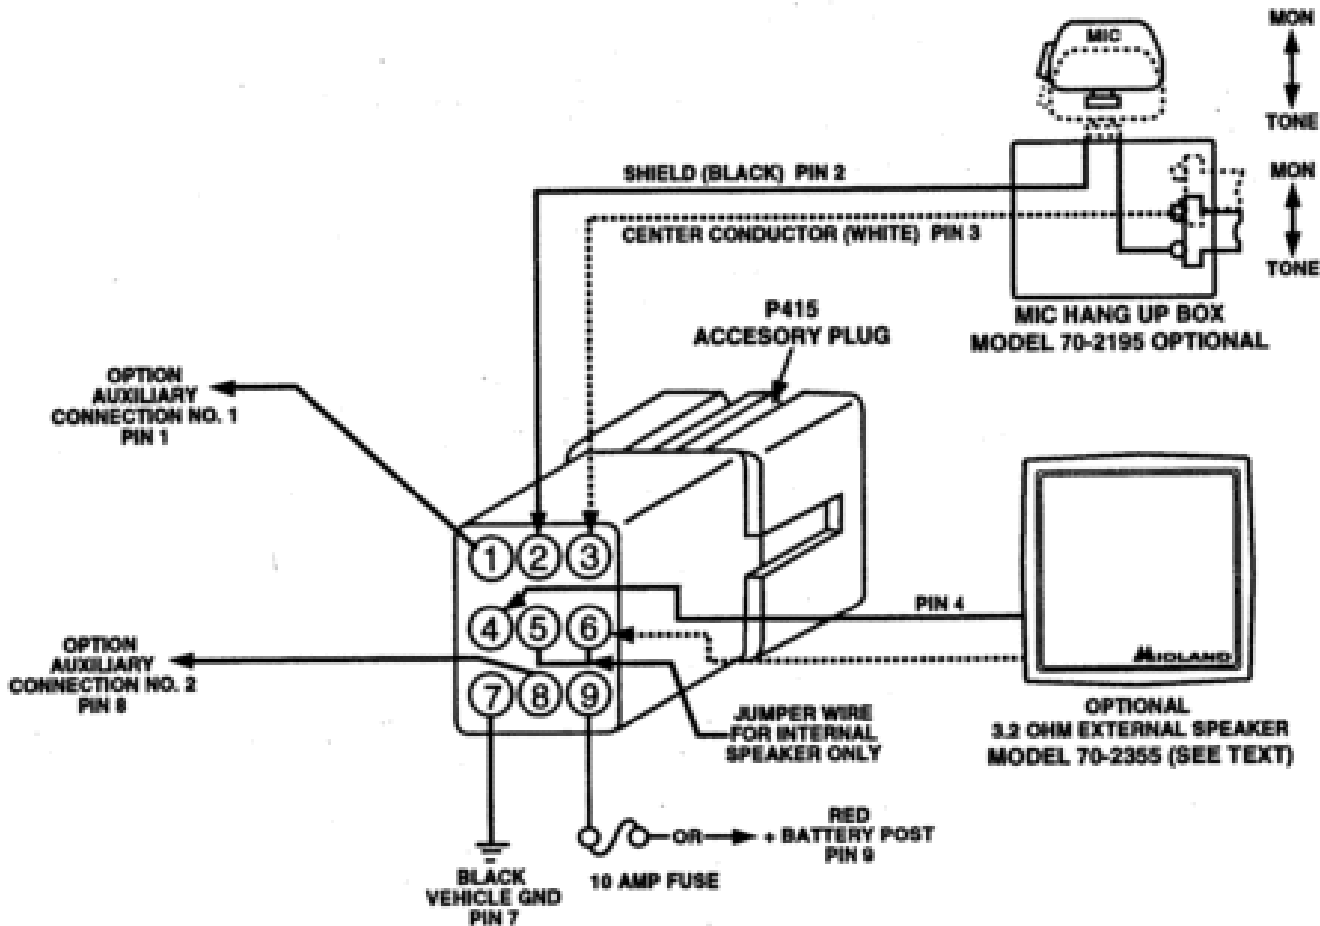 MIC
MON
TONE
SHIELD (BLACK) PIN 2
MON
CENTER CONDUCTOR (WHITE) PIN 3
TONE
MIC HANG UP BOX
MODEL 70-2195 OPTIONAL
P415
ACCESORY PLUG
OPTION
AUXILIARY
CONNECTION NO. 1
PIN 1
1 2 3
4 5 6
7 8 9
PIN 4
MIDLAND
OPTION
AUXILIARY
CONNECTION NO. 2
PIN 8
JUMPER WIRE
FOR INTERNAL
SPEAKER ONLY
OPTIONAL
3.2 OHM EXTERNAL SPEAKER
MODEL 70-2355 (SEE TEXT)
OR
RED
+ BATTERY POST
PIN 9
10 AMP FUSE
BLACK
VEHICLE GND
PIN 7